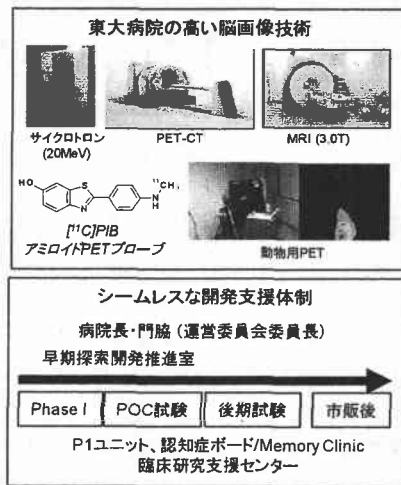 東大病院の高い脳画像技術
サイクロトロン
(20MeV)
PET-CT
MRI (3.0T)
HO
S
N
N
H
¹¹CH₃
[¹¹C]PIB
アミロイドPETプローブ
動物用PET
シームレスな開発支援体制
病院長・門脇（運営委員会委員長）
早期探索開発推進室
Phase I
POC試験
後期試験
市販後
P1ユニット、認知症ボード/Memory Clinic
臨床研究支援センター